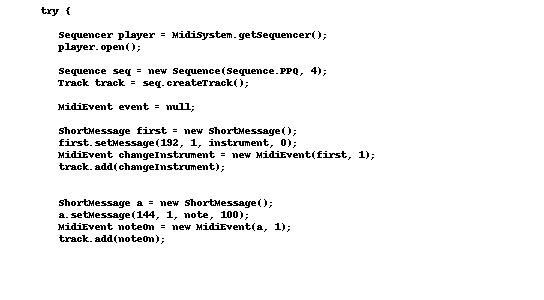 try {
Sequencer player = MidiSystem.getSequencer();
player.open();
Sequence seq = new Sequence(Sequence.PPQ, 4);
Track track = seq.createTrack();
MidiEvent event = null;
ShortMessage first = new ShortMessage();
first.setMessage(192, 1, instrument, 0);
MidiEvent changeInstrument = new MidiEvent(first, 1);
track.add(changeInstrument);
ShortMessage a = new ShortMessage();
a.setMessage(144, 1, note, 100);
MidiEvent noteOn = new MidiEvent(a, 1);
track.add(noteOn);